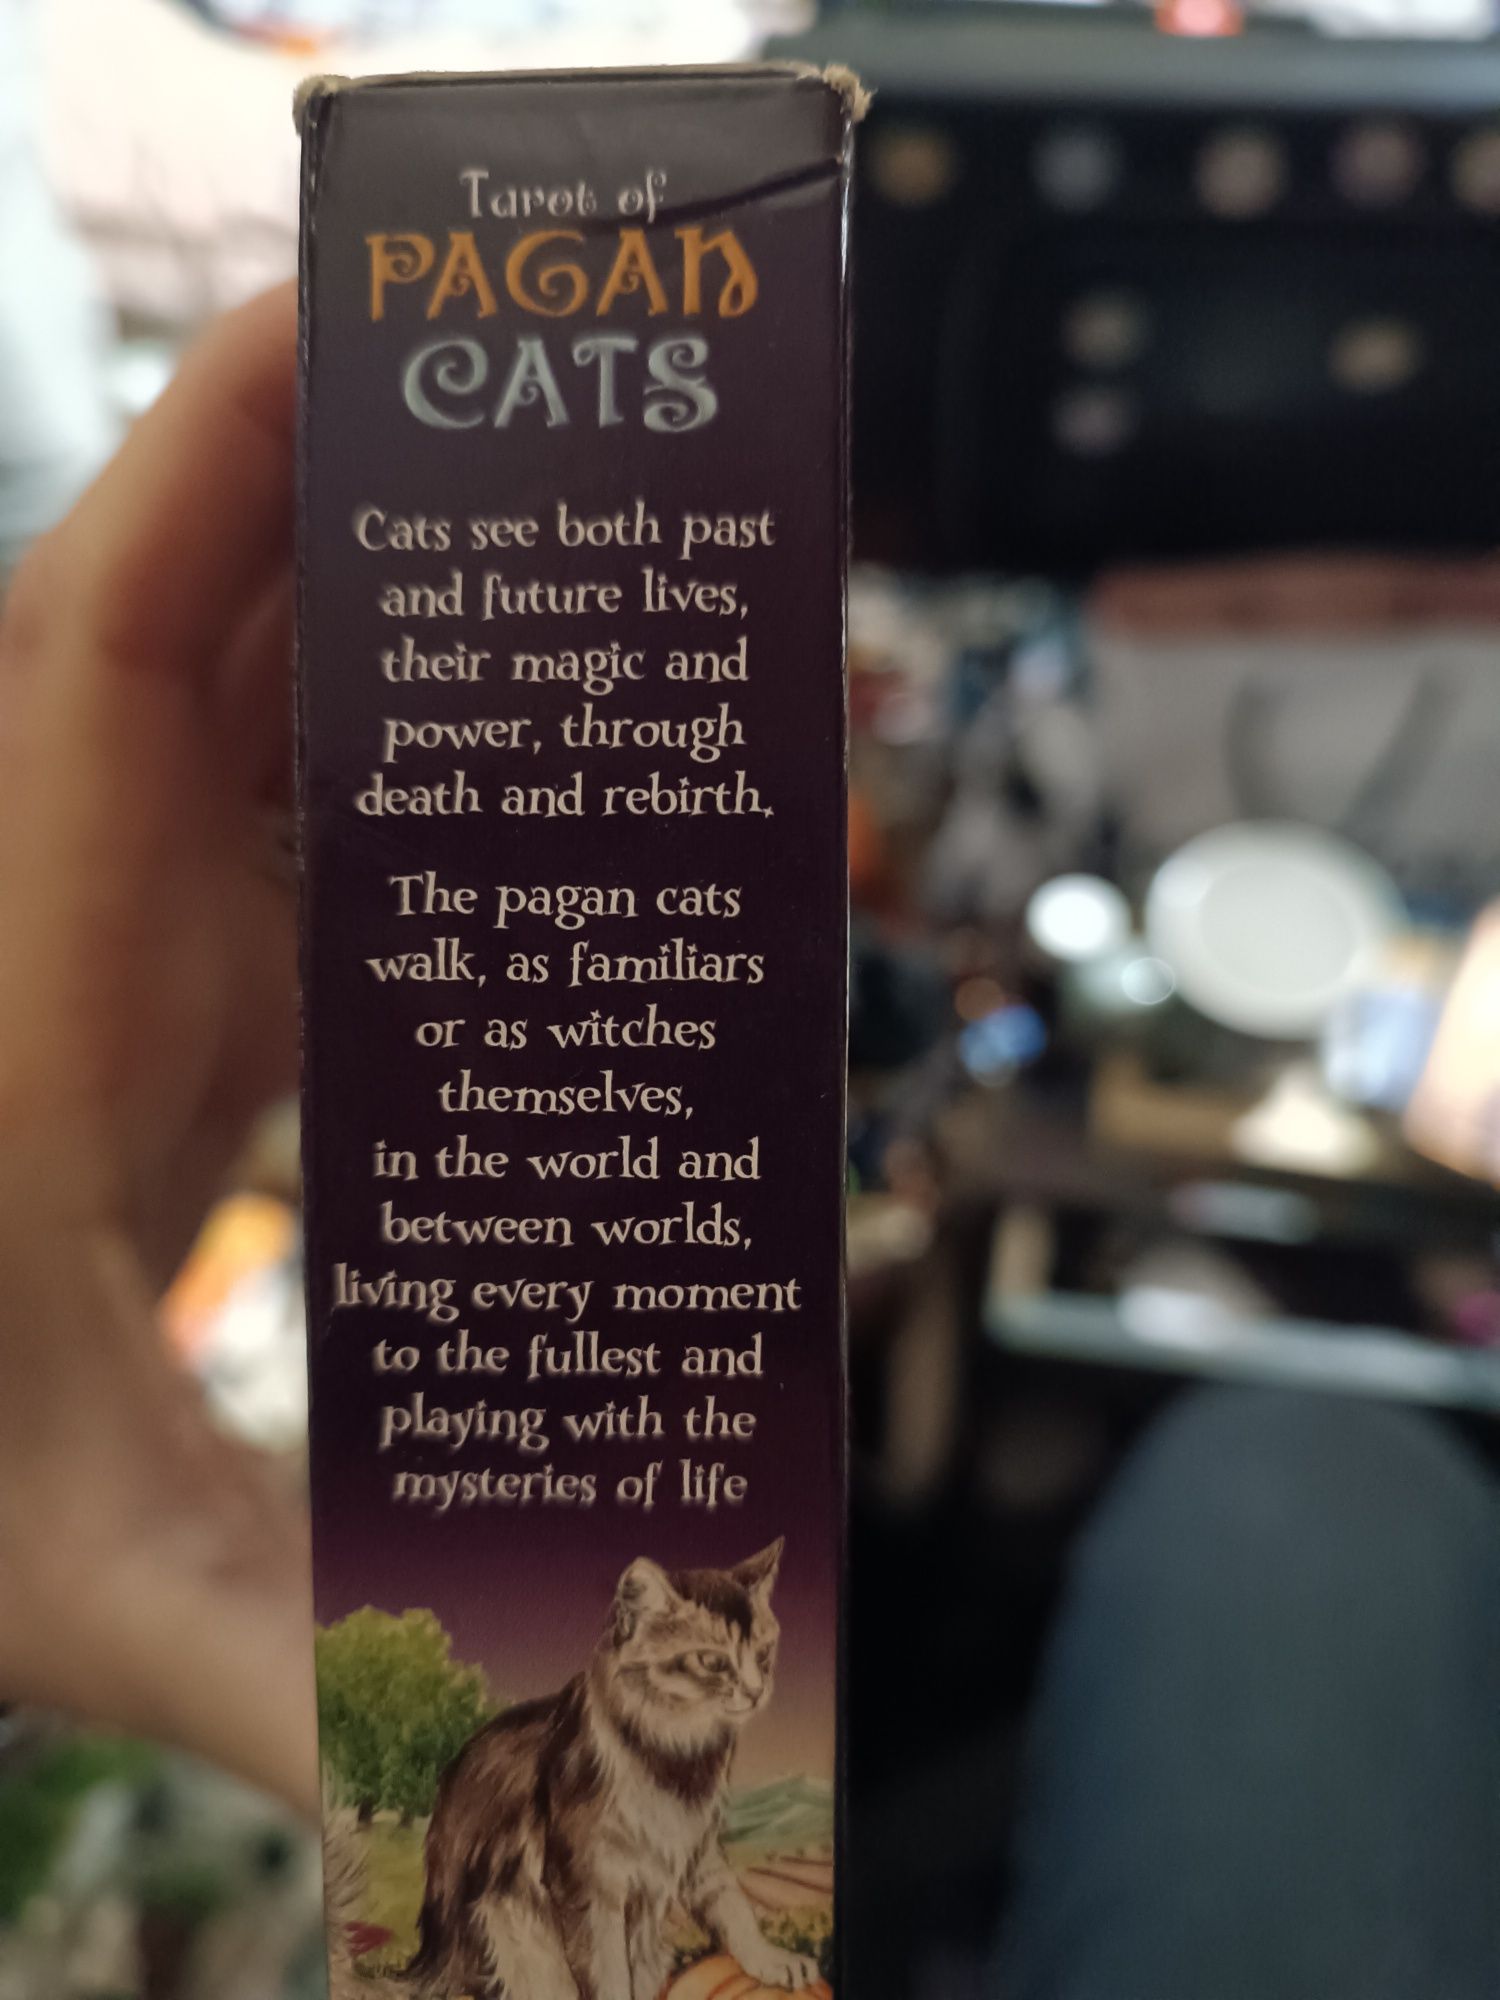 Tarot of
PAGAN
CATS
Cats see both past
and future lives,
their magic and
power, through
death and rebirth.
The pagan cats
walk, as familiars
or as witches
themselves,
in the world and
between worlds,
living every moment
to the fullest and
playing with the
mysteries of life